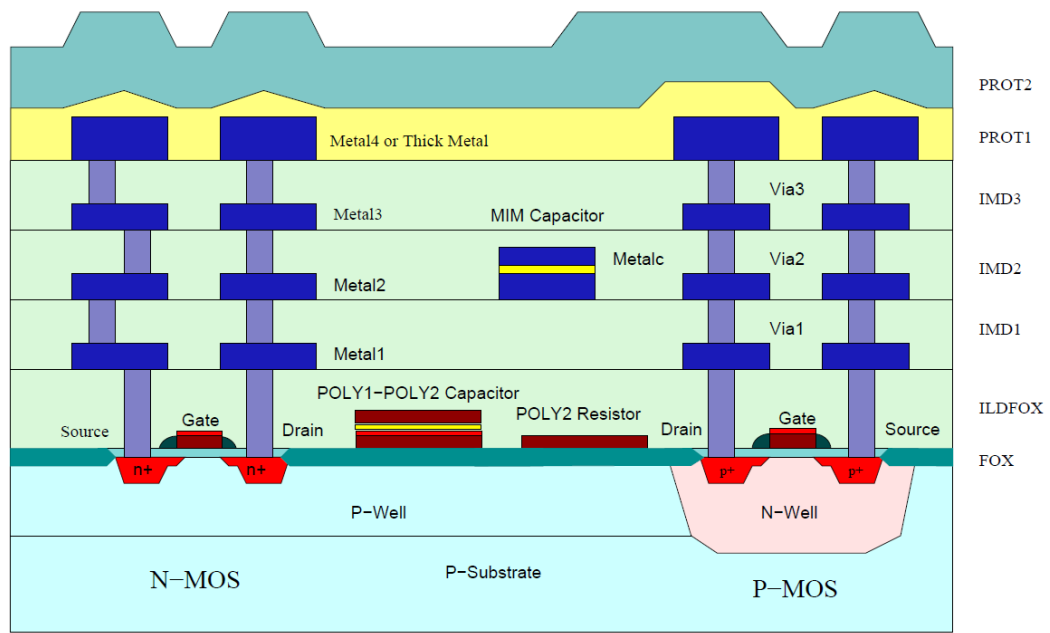 PROT2
Metal4 or Thick Metal
PROT1
Via3
IMD3
Metal3
MIM Capacitor
Metalc
Via2
IMD2
Metal2
Via1
IMD1
Metal1
POLY1−POLY2 Capacitor
ILDFOX
POLY2 Resistor
Gate
Gate
Source
Drain
Drain
Source
FOX
n+
n+
p+
p+
P−Well
N−Well
P−Substrate
N−MOS
P−MOS